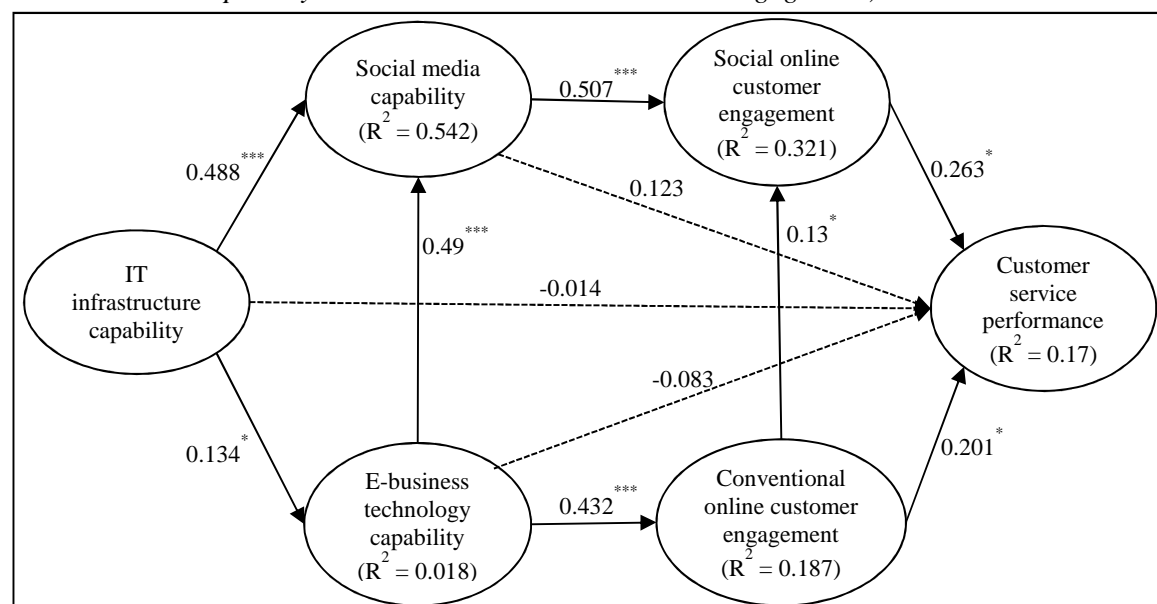 Social media
capability
(R² = 0.542)
0.507***
Social online
customer
engagement
(R² = 0.321)
0.488***
0.123
0.263*
0.49***
0.13*
IT
infrastructure
capability
-0.014
Customer
service
performance
(R² = 0.17)
-0.083
0.134*
0.201*
E-business
technology
capability
(R² = 0.018)
0.432***
Conventional
online customer
engagement
(R² = 0.187)